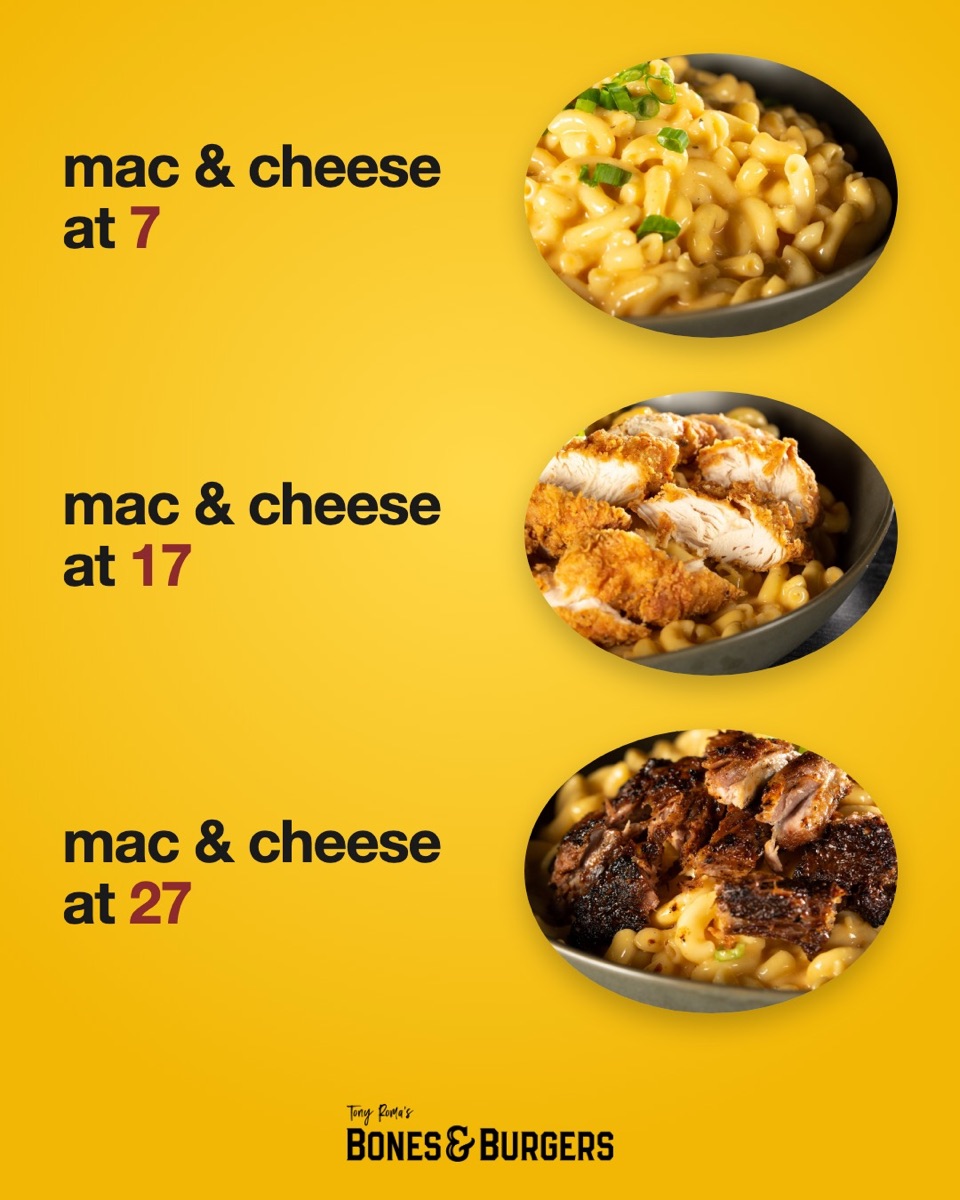 mac & cheese
at 7
mac & cheese
at 17
mac & cheese
at 27
Tony Roma's
BONES & BURGERS